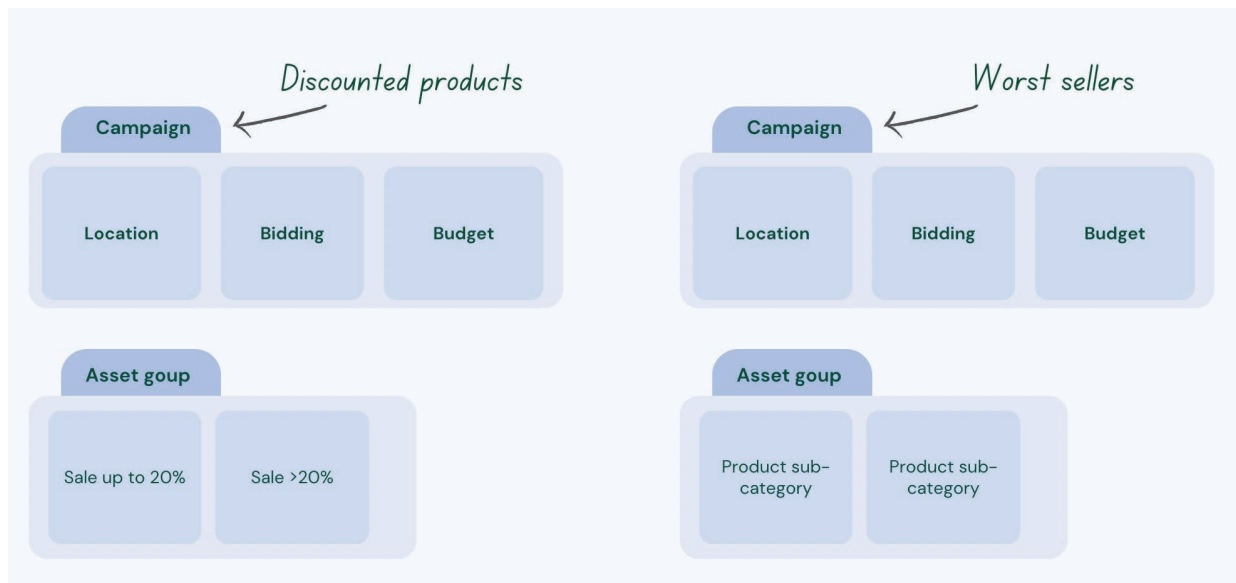 Discounted products
Campaign
Location
Bidding
Budget
Asset goup
Sale up to 20%
Sale >20%
Worst sellers
Campaign
Location
Bidding
Budget
Asset goup
Product sub-
category
Product sub-
category